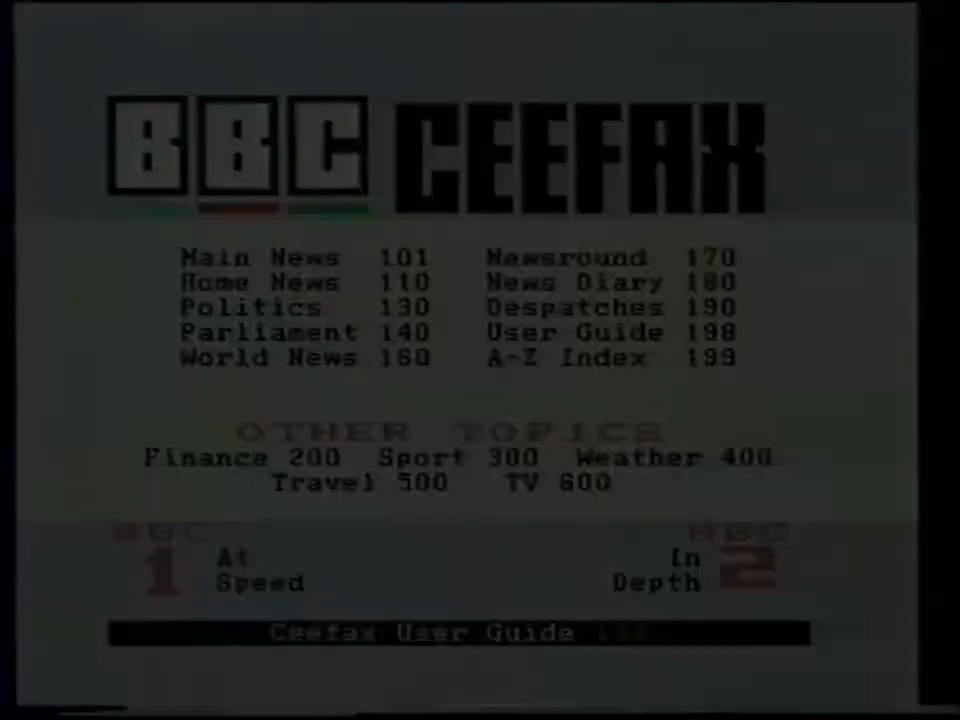 BBC CEEFAX
Main News 101 Newsround 170
Home News 110 News Diary 180
Politics 130 Despatches 190
Parliament 140 User Guide 198
World News 160 A-Z Index 199
OTHER TOPICS
Finance 200 Sport 300 Weather 400
Travel 500 TV 600
BBC BBC
1 At In 2
Speed Depth
Ceefax User Guide